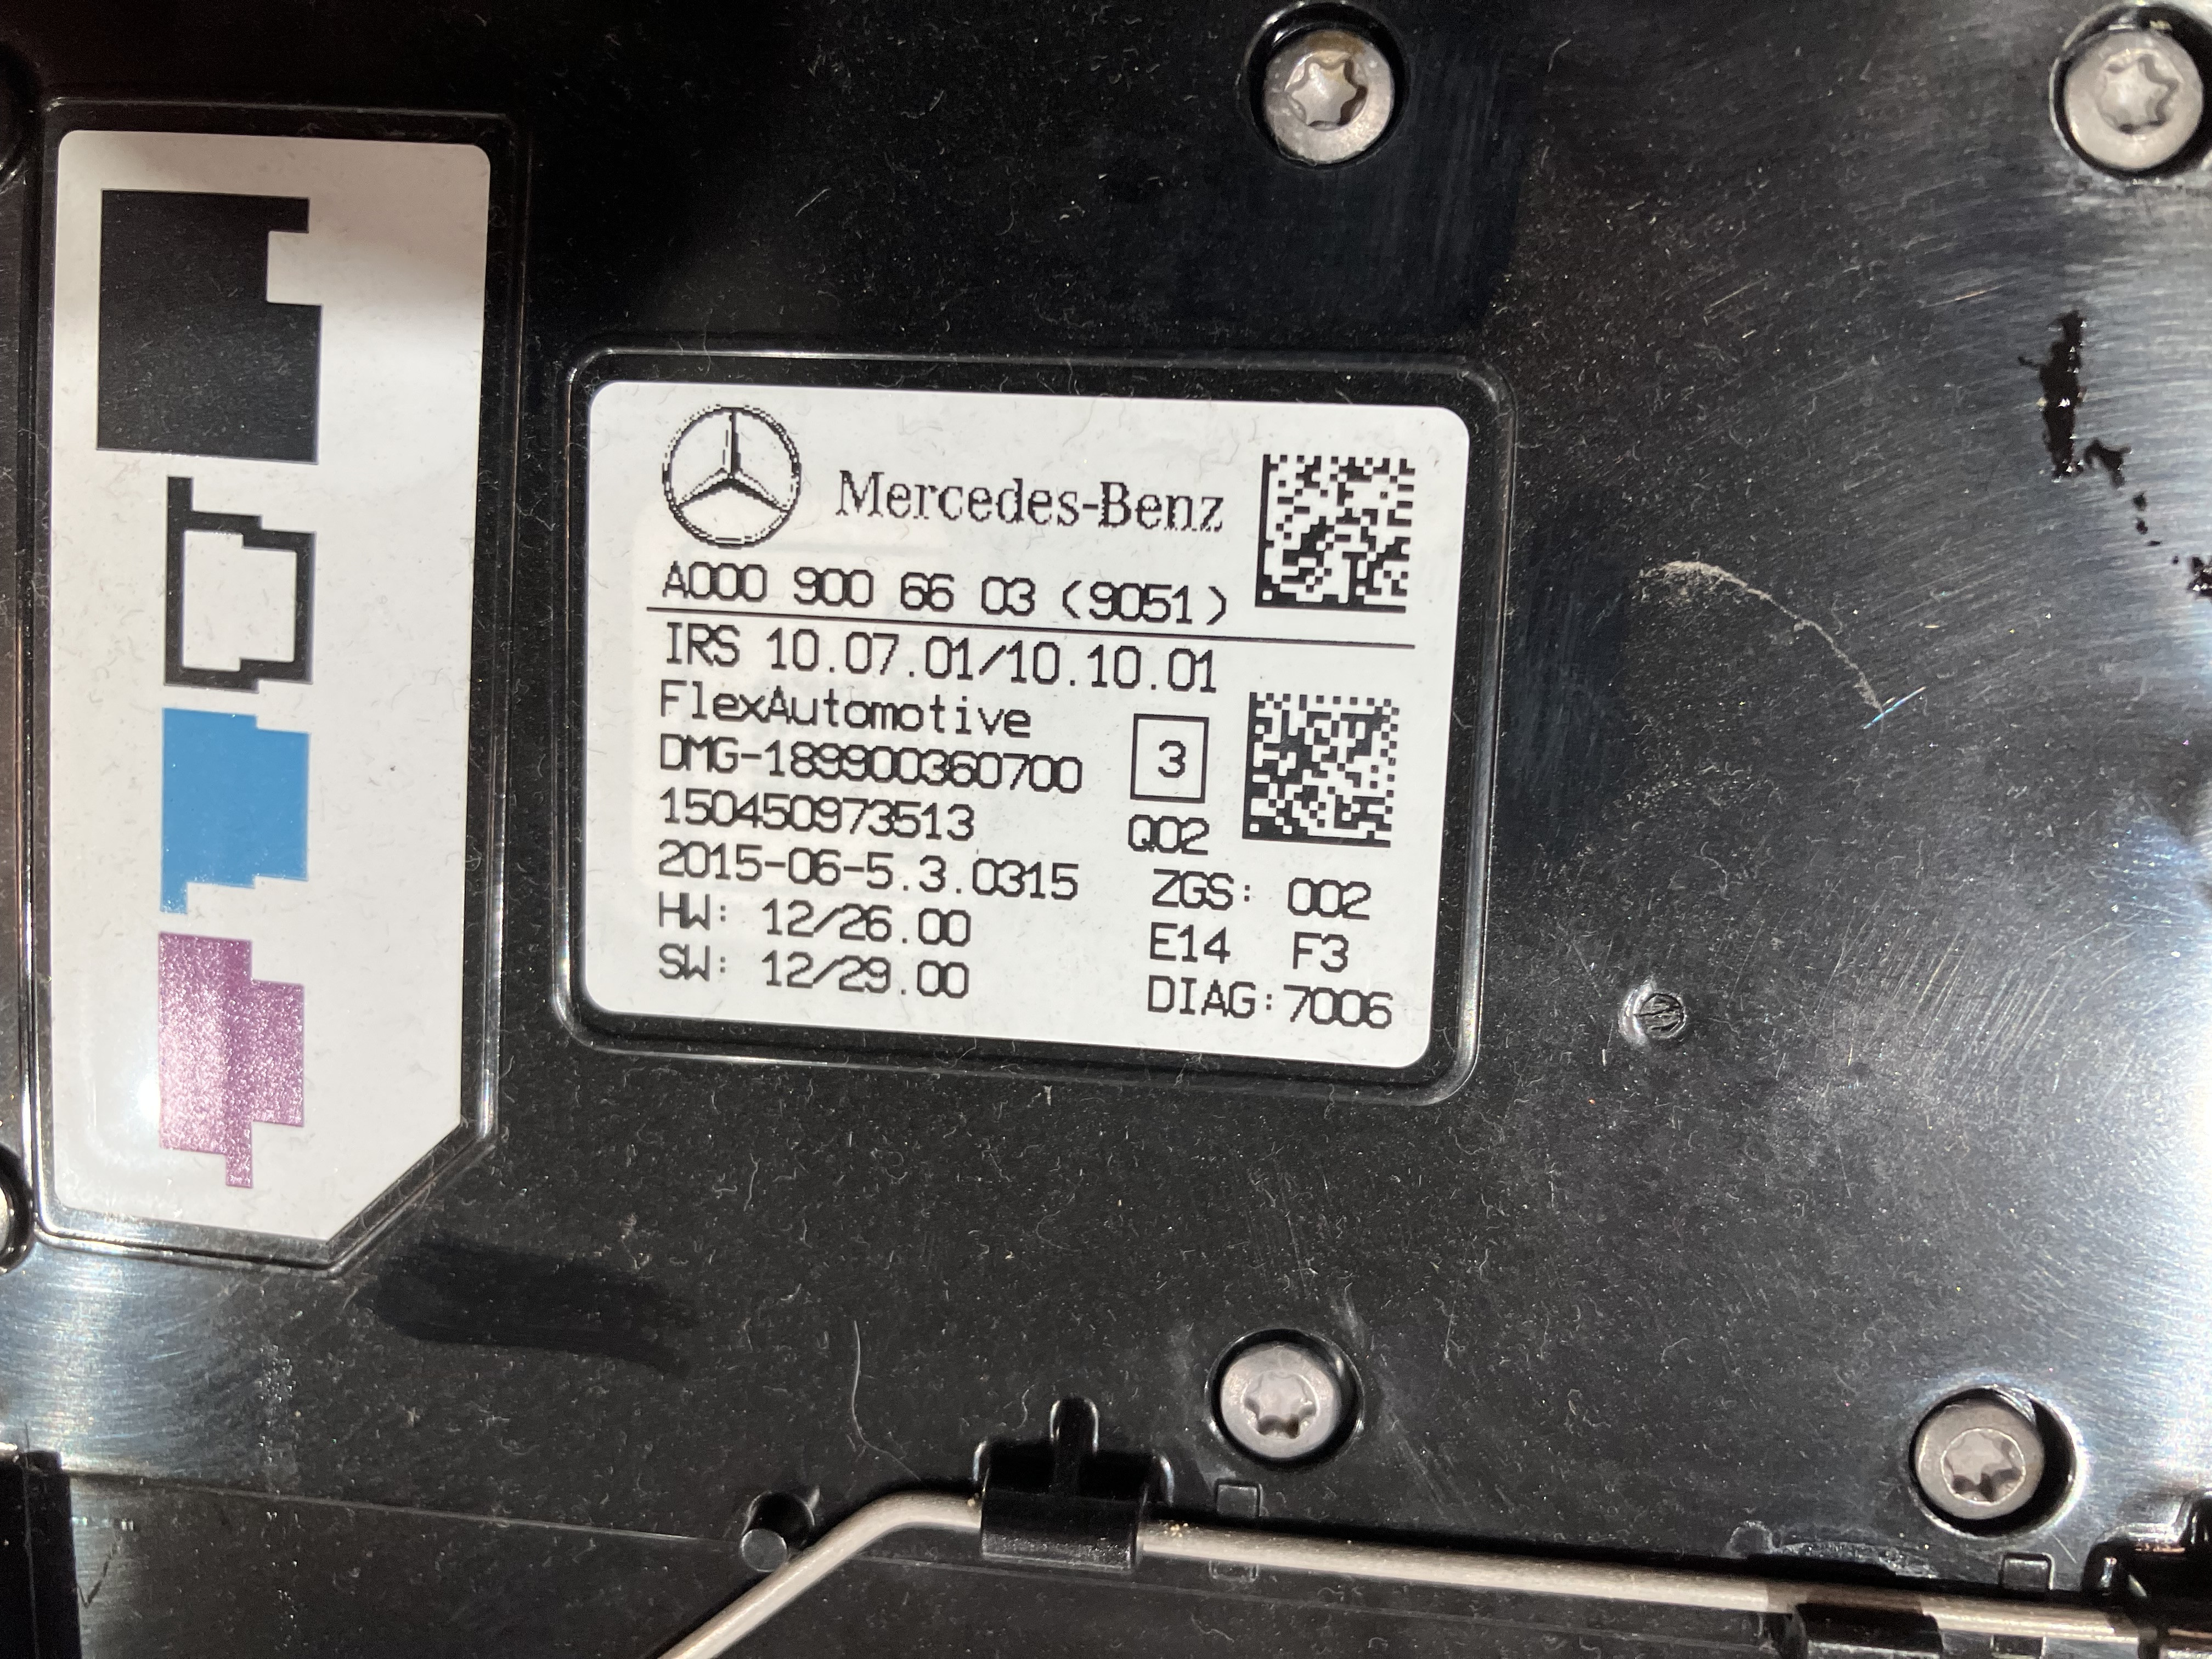 Mercedes-Benz
A000 900 66 03 (9051)
IRS 10.07.01/10.10.01
FlexAutomotive
DMG-189900360700
3
150450973513
Q02
2015-06-5.3.0315
ZGS: 002
HW: 12/26.00
E14 F3
SW: 12/29.00
DIAG:7006